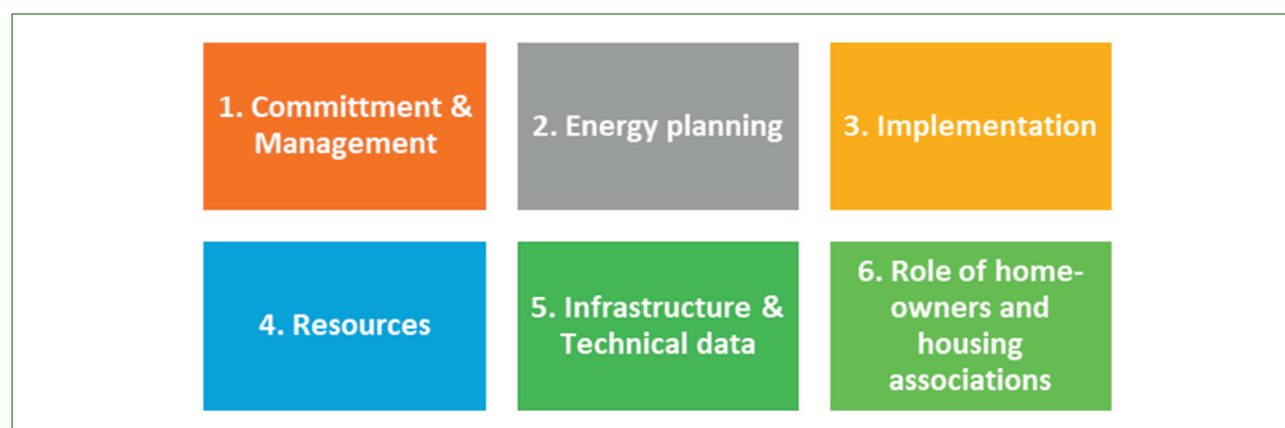 1. Committment &
Management
2. Energy planning
3. Implementation
4. Resources
5. Infrastructure &
Technical data
6. Role of home-
owners and
housing
associations